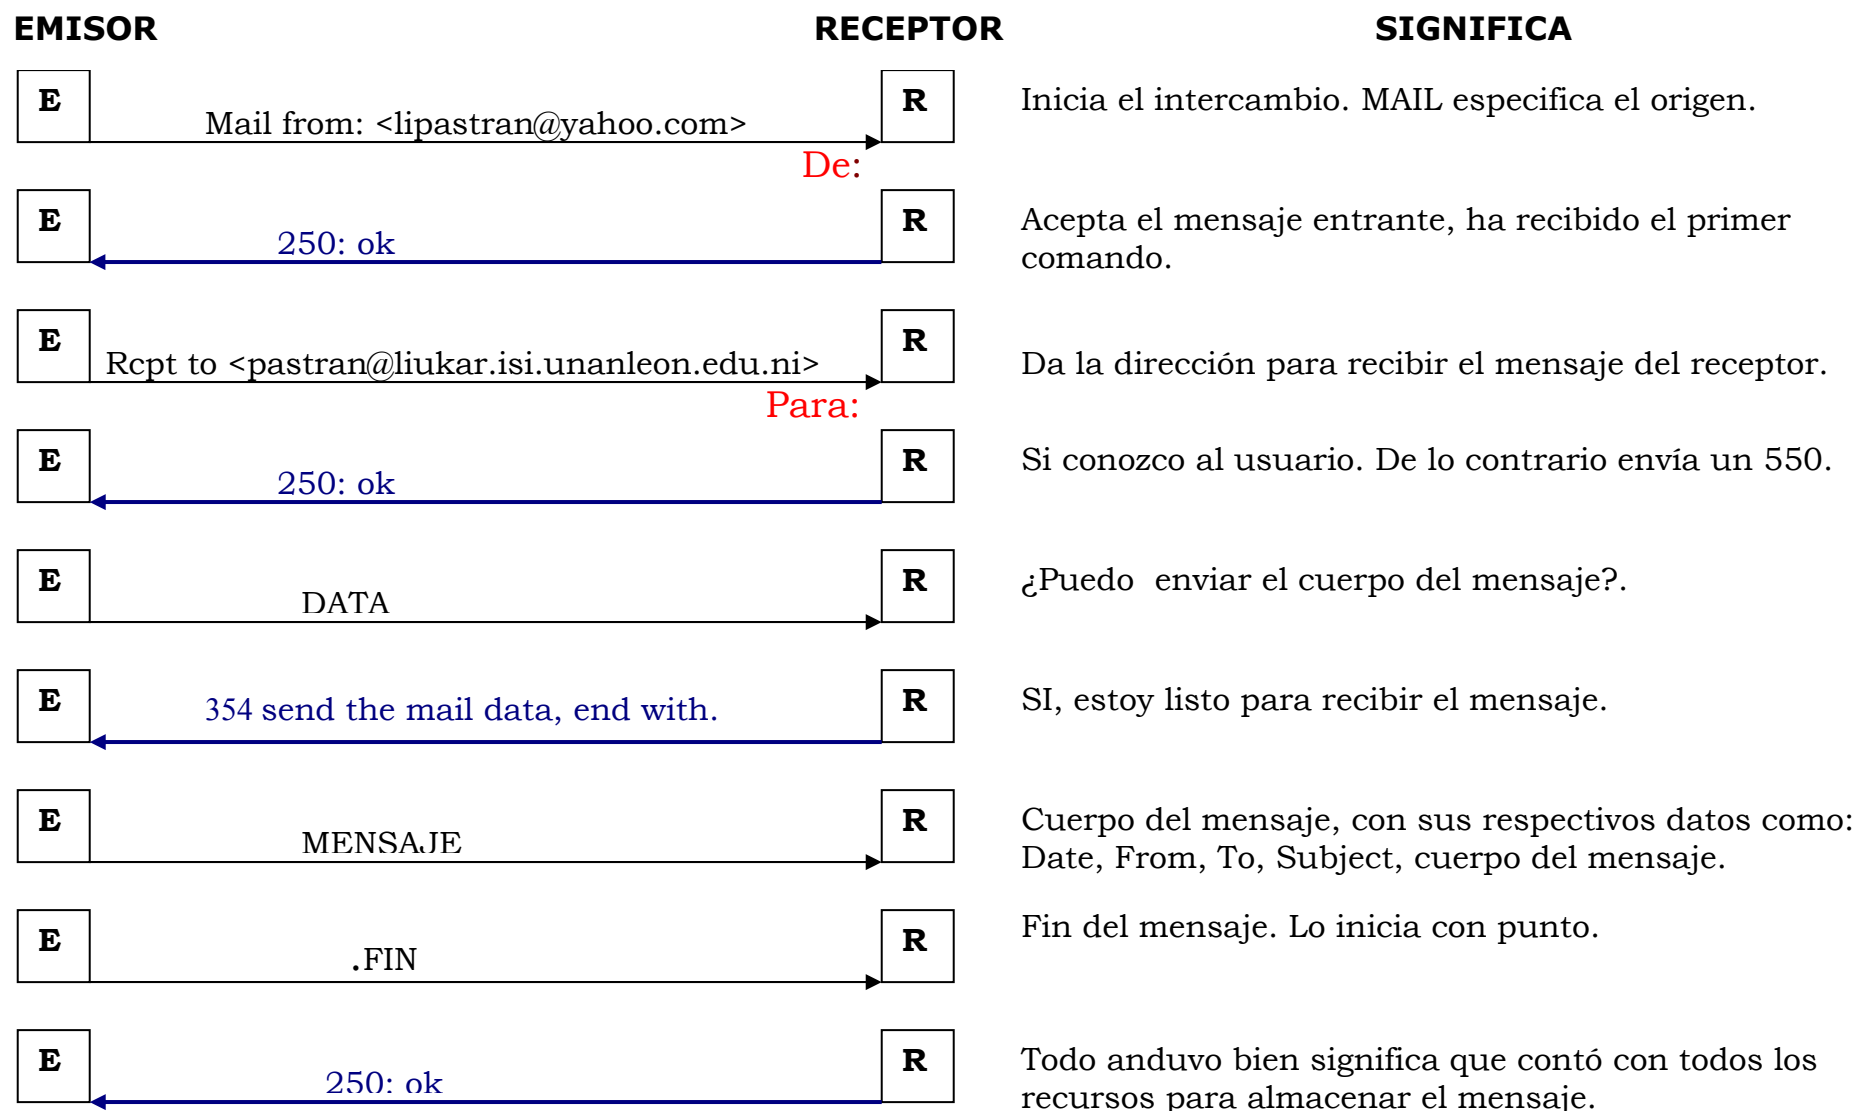 EMISOR RECEPTOR SIGNIFICA
E R Inicia el intercambio. MAIL especifica el origen.
Mail from: <lipastran@yahoo.com>
De:
E R Acepta el mensaje entrante, ha recibido el primer
250: ok
comando.
E R
Rcpt to <pastran@liukar.isi.unanleon.edu.ni> Da la dirección para recibir el mensaje del receptor.
Para:
E R Si conozco al usuario. De lo contrario envía un 550.
250: ok
E R ¿Puedo  enviar el cuerpo del mensaje?.
DATA
E R SI, estoy listo para recibir el mensaje.
354 send the mail data, end with.
E R Cuerpo del mensaje, con sus respectivos datos como:
MENSAJE
Date, From, To, Subject, cuerpo del mensaje.
E R Fin del mensaje. Lo inicia con punto.
.FIN
E R Todo anduvo bien significa que contó con todos los
250: ok
recursos para almacenar el mensaje.